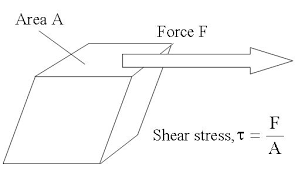 Area A
Force F
Shear stress, τ = F
A